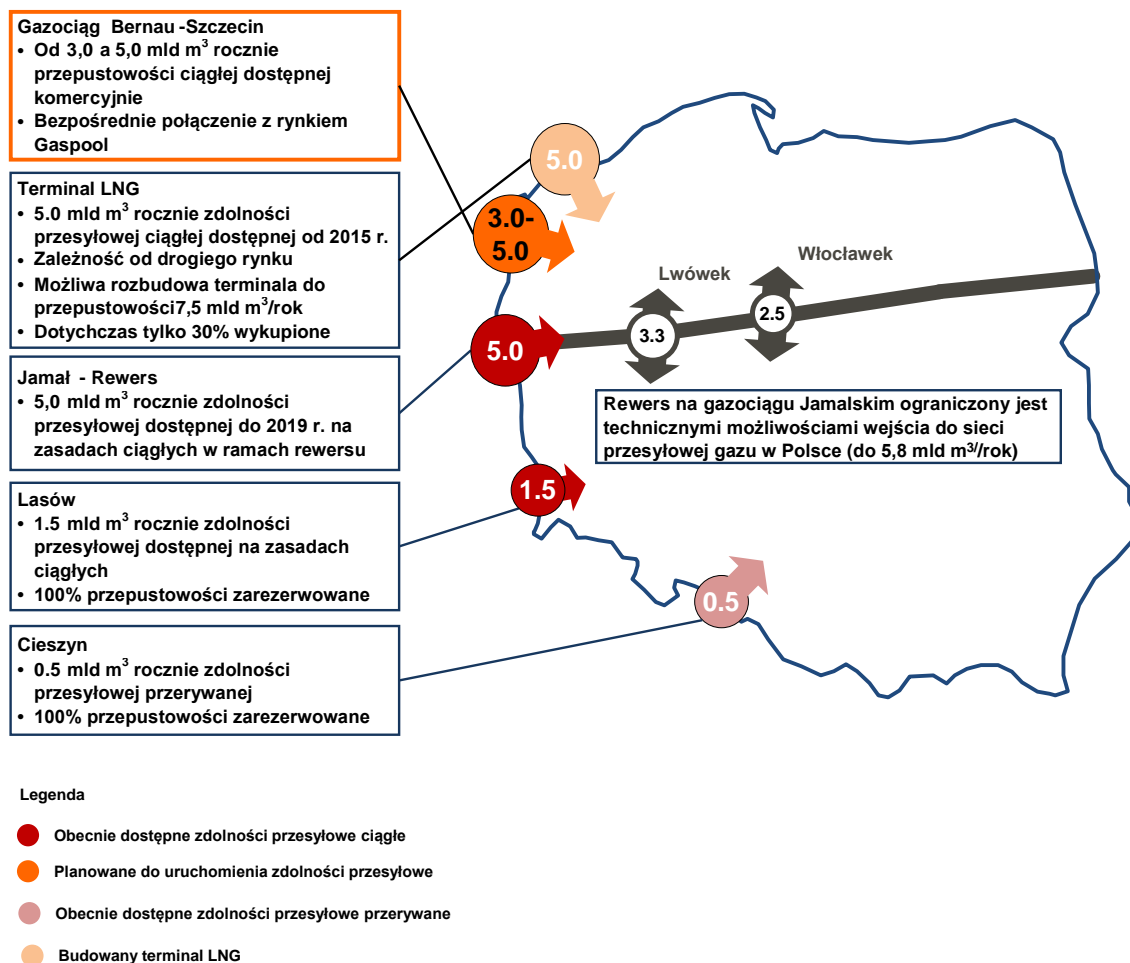 Gazociąg Bernau -Szczecin
• Od 3,0 a 5,0 mld m³ rocznie
przepustowości ciągłej dostępnej
komercyjnie
• Bezpośrednie połączenie z rynkiem
Gaspool
Terminal LNG
• 5.0 mld m³ rocznie zdolności
przesyłowej ciągłej dostępnej od 2015 r.
• Zależność od drogiego rynku
• Możliwa rozbudowa terminala do
przepustowości7,5 mld m³/rok
• Dotychczas tylko 30% wykupione
Jamał - Rewers
• 5,0 mld m³ rocznie zdolności
przesyłowej dostępnej do 2019 r. na
zasadach ciągłych w ramach rewersu
Lasów
• 1.5 mld m³ rocznie zdolności
przesyłowej dostępnej na zasadach
ciągłych
• 100% przepustowości zarezerwowane
Cieszyn
• 0.5 mld m³ rocznie zdolności
przesyłowej przerywanej
• 100% przepustowości zarezerwowane
5.0
3.0-
5.0
5.0
1.5
0.5
Lwówek
3.3
Włocławek
2.5
Rewers na gazociągu Jamalskim ograniczony jest
technicznymi możliwościami wejścia do sieci
przesyłowej gazu w Polsce (do 5,8 mld m³//rok)
Legenda
Obecnie dostępne zdolności przesyłowe ciągłe
Planowane do uruchomienia zdolności przesyłowe
Obecnie dostępne zdolności przesyłowe przerywane
Budowany terminal LNG